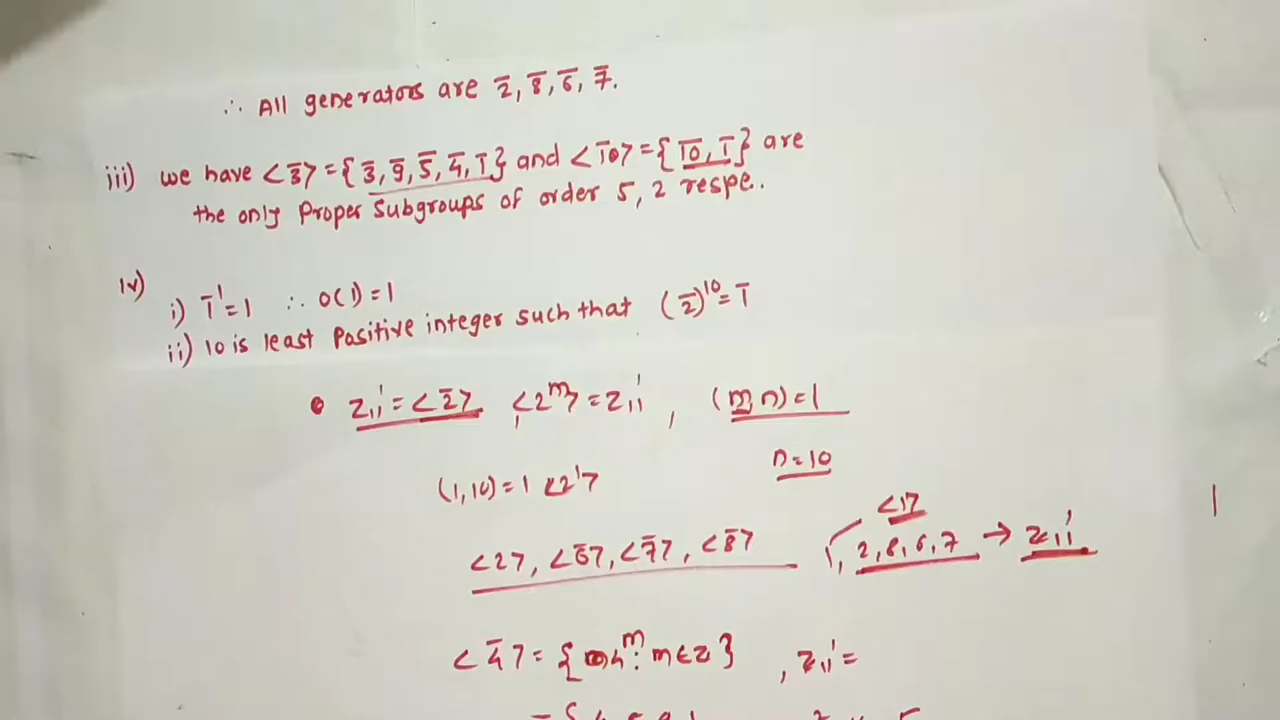 ∴ All generators are 2̄, 8̄, 6̄, 7̄.
iii) we have <3̄> = {3̄, 9̄, 5̄, 4̄, 1̄} and <1̄0̄> = {1̄0̄, 1̄} are
the only Proper Subgroups of order 5, 2 respe..
iv)
i) 1̄¹ = 1 ∴ O(1) = 1
ii) 10 is least Positive integer such that (2̄)¹⁰ = 1̄
Z₁₁' = <2̄> , <2ᵐ> = Z₁₁' , (m, n) = 1
n = 10
(1, 10) = 1 <2¹>
<1>
<2>, <6̄>, <7̄>, <8̄> 2, 8, 6, 7 → Z₁₁'
<4̄> = {4ᵐ : m ∈ Z} , Z₁₁' =